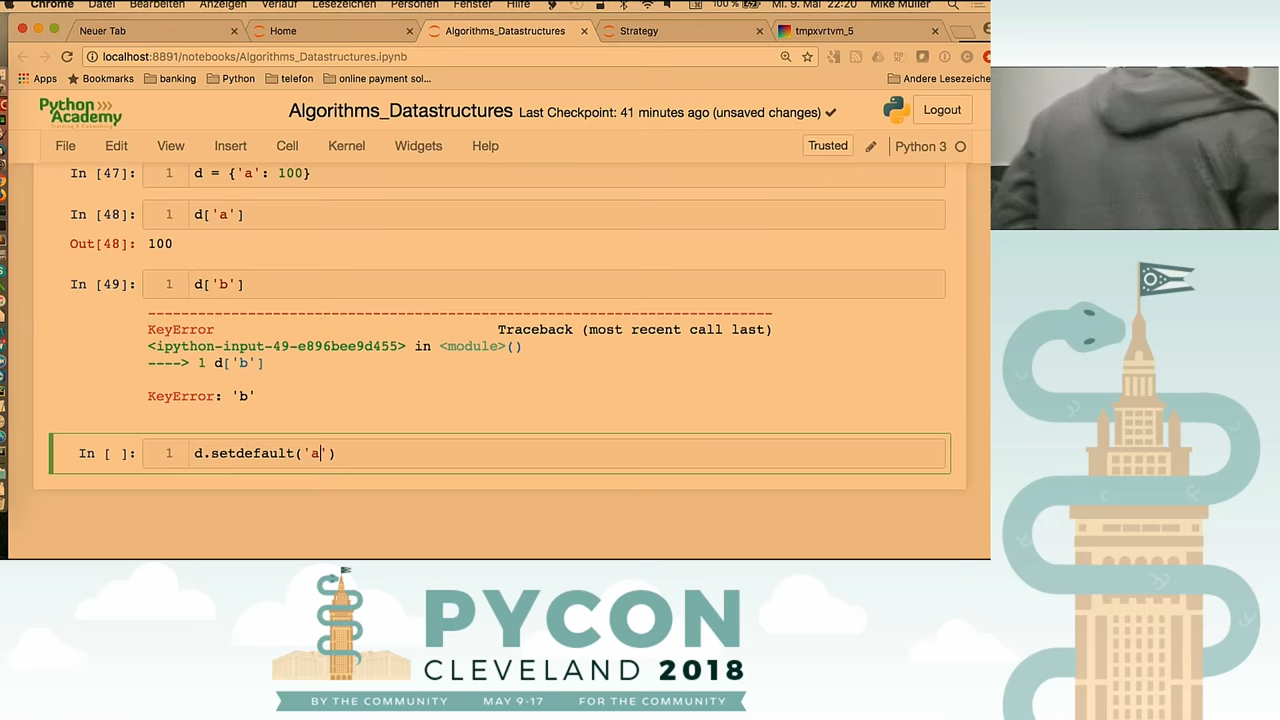 Chrome Datei Bearbeiten Anzeigen Verlauf Lesezeichen Personen Fenster Hilfe 100 % Mi. 9. Mai 22:20 Mike Müller
Neuer Tab Home Algorithms_Datastructures Strategy tmpxvrtvm_5
localhost:8891/notebooks/Algorithms_Datastructures.ipynb
Apps Bookmarks banking Python telefon online payment sol... Andere Lesezeiche
Python
Academy
Algorithms_Datastructures Last Checkpoint: 41 minutes ago (unsaved changes) Logout
File Edit View Insert Cell Kernel Widgets Help Trusted Python 3
In [47]: 1 d = {'a': 100}
In [48]: 1 d['a']
Out[48]: 100
In [49]: 1 d['b']
---------------------------------------------------------------------------
KeyError Traceback (most recent call last)
<ipython-input-49-e896bee9d455> in <module>()
----> 1 d['b']
KeyError: 'b'
In [ ]: 1 d.setdefault('a')
PYCON
CLEVELAND 2018
BY THE COMMUNITY MAY 9-17 FOR THE COMMUNITY